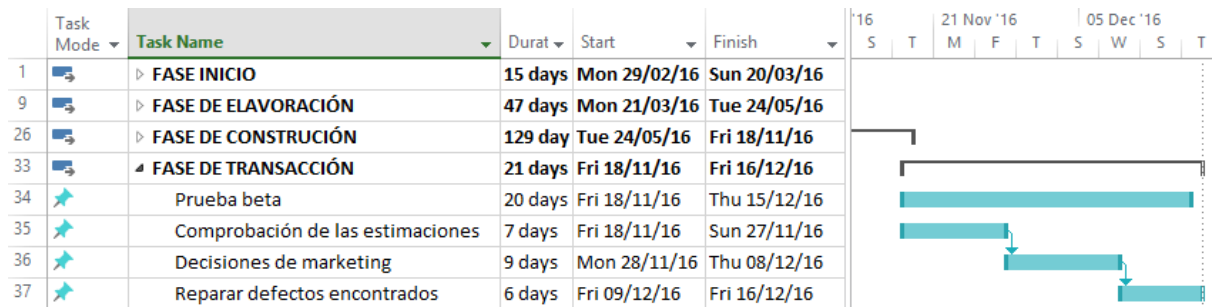 Task Mode Task Name Durat Start Finish '16 21 Nov '16 05 Dec '16
S T M F T S W S T
1 FASE INICIO 15 days Mon 29/02/16 Sun 20/03/16
9 FASE DE ELAVORACIÓN 47 days Mon 21/03/16 Tue 24/05/16
26 FASE DE CONSTRUCIÓN 129 day Tue 24/05/16 Fri 18/11/16
33 FASE DE TRANSACCIÓN 21 days Fri 18/11/16 Fri 16/12/16
34 Prueba beta 20 days Fri 18/11/16 Thu 15/12/16
35 Comprobación de las estimaciones 7 days Fri 18/11/16 Sun 27/11/16
36 Decisiones de marketing 9 days Mon 28/11/16 Thu 08/12/16
37 Reparar defectos encontrados 6 days Fri 09/12/16 Fri 16/12/16